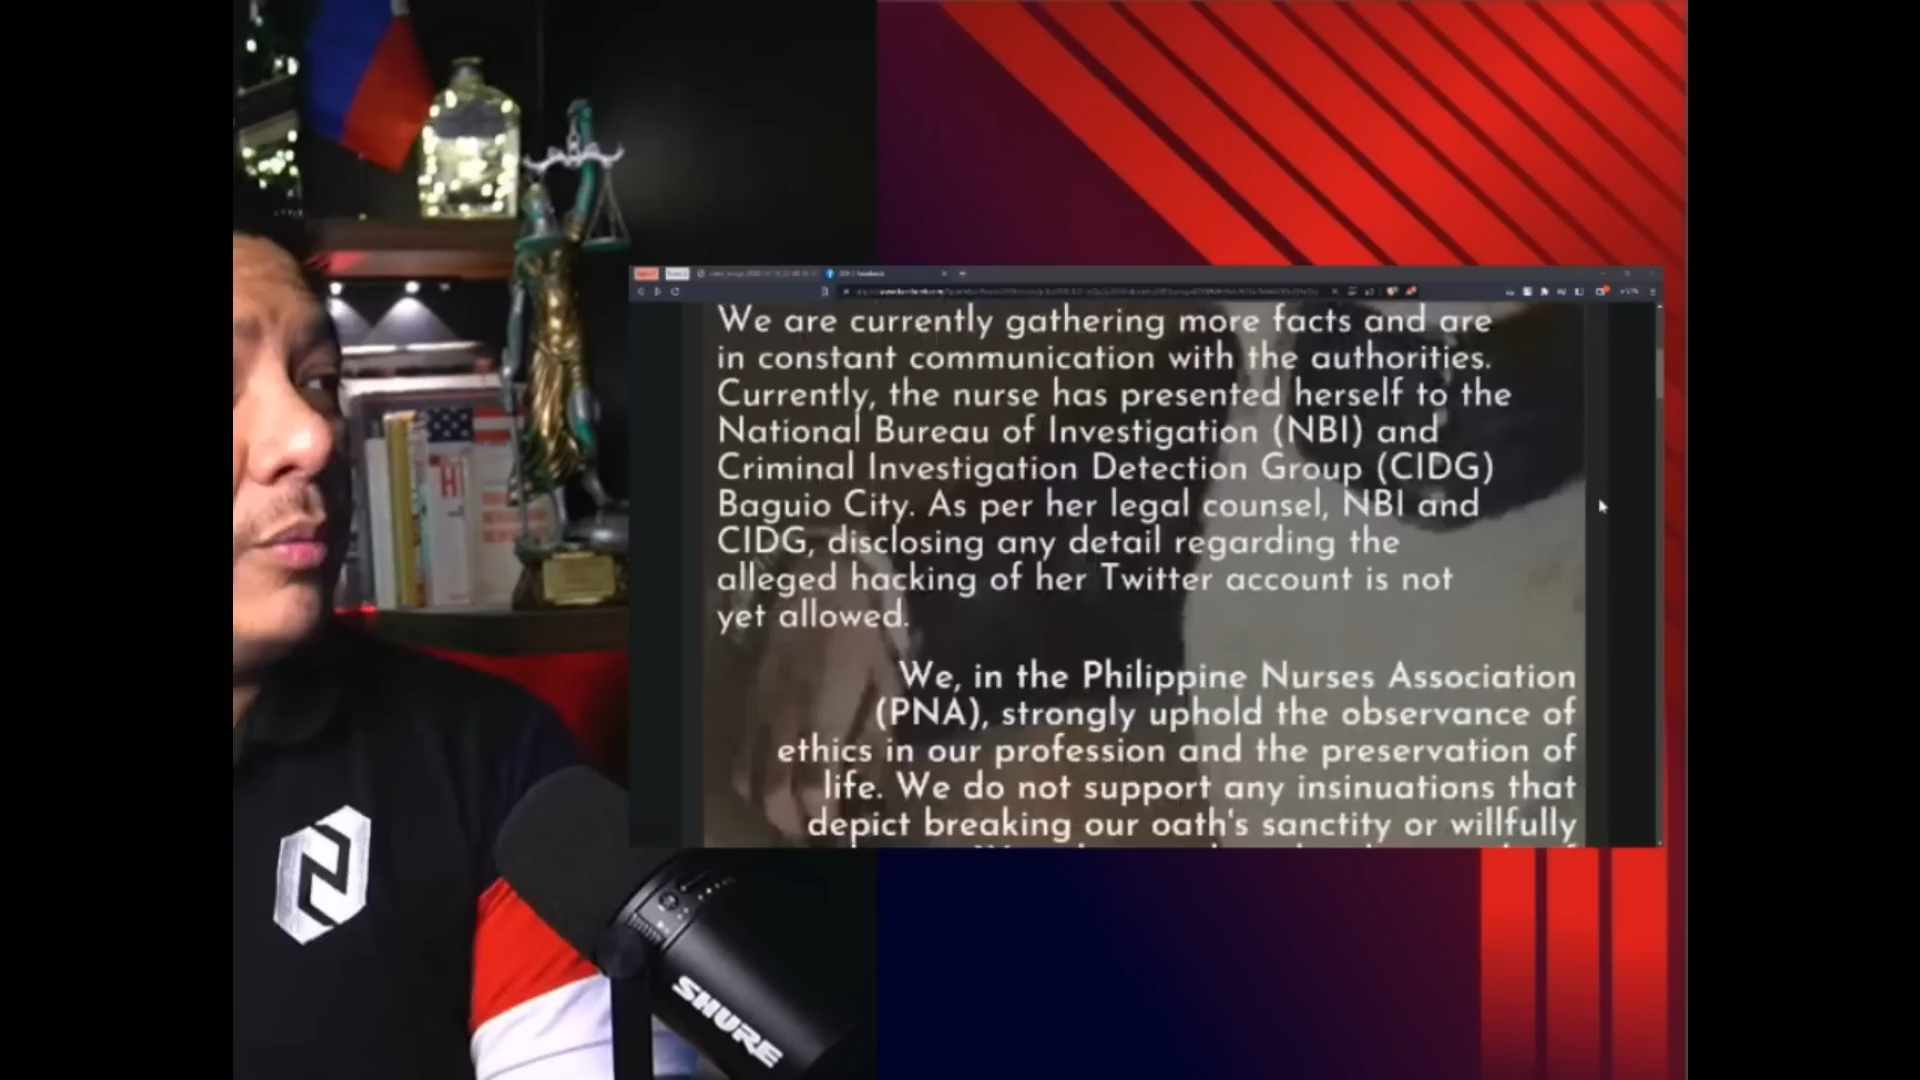 We are currently gathering more facts and are
in constant communication with the authorities.
Currently, the nurse has presented herself to the
National Bureau of Investigation (NBI) and
Criminal Investigation Detection Group (CIDG)
Baguio City. As per her legal counsel, NBI and
CIDG, disclosing any detail regarding the
alleged hacking of her Twitter account is not
yet allowed.
We, in the Philippine Nurses Association
(PNA), strongly uphold the observance of
ethics in our profession and the preservation of
life. We do not support any insinuations that
depict breaking our oath's sanctity or willfully
SHURE